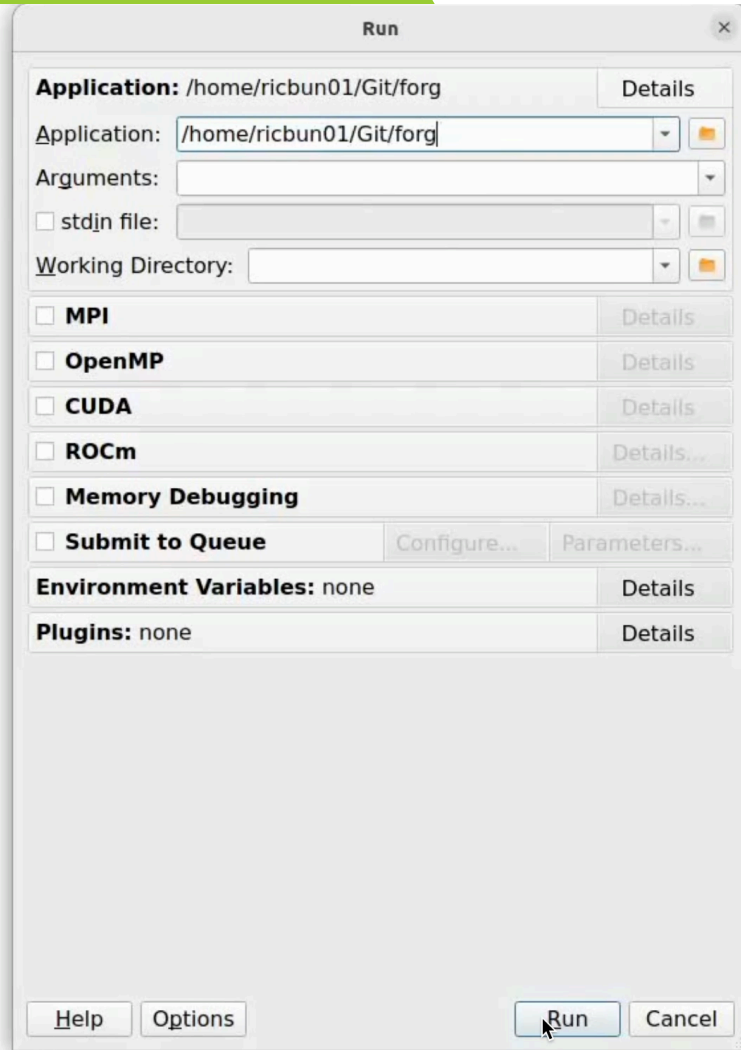 Run
Application: /home/ricbun01/Git/forg Details
Application: /home/ricbun01/Git/forg
Arguments:
stdin file:
Working Directory:
MPI Details
OpenMP Details
CUDA Details
ROCm Details...
Memory Debugging Details...
Submit to Queue Configure... Parameters...
Environment Variables: none Details
Plugins: none Details
Help Options Run Cancel